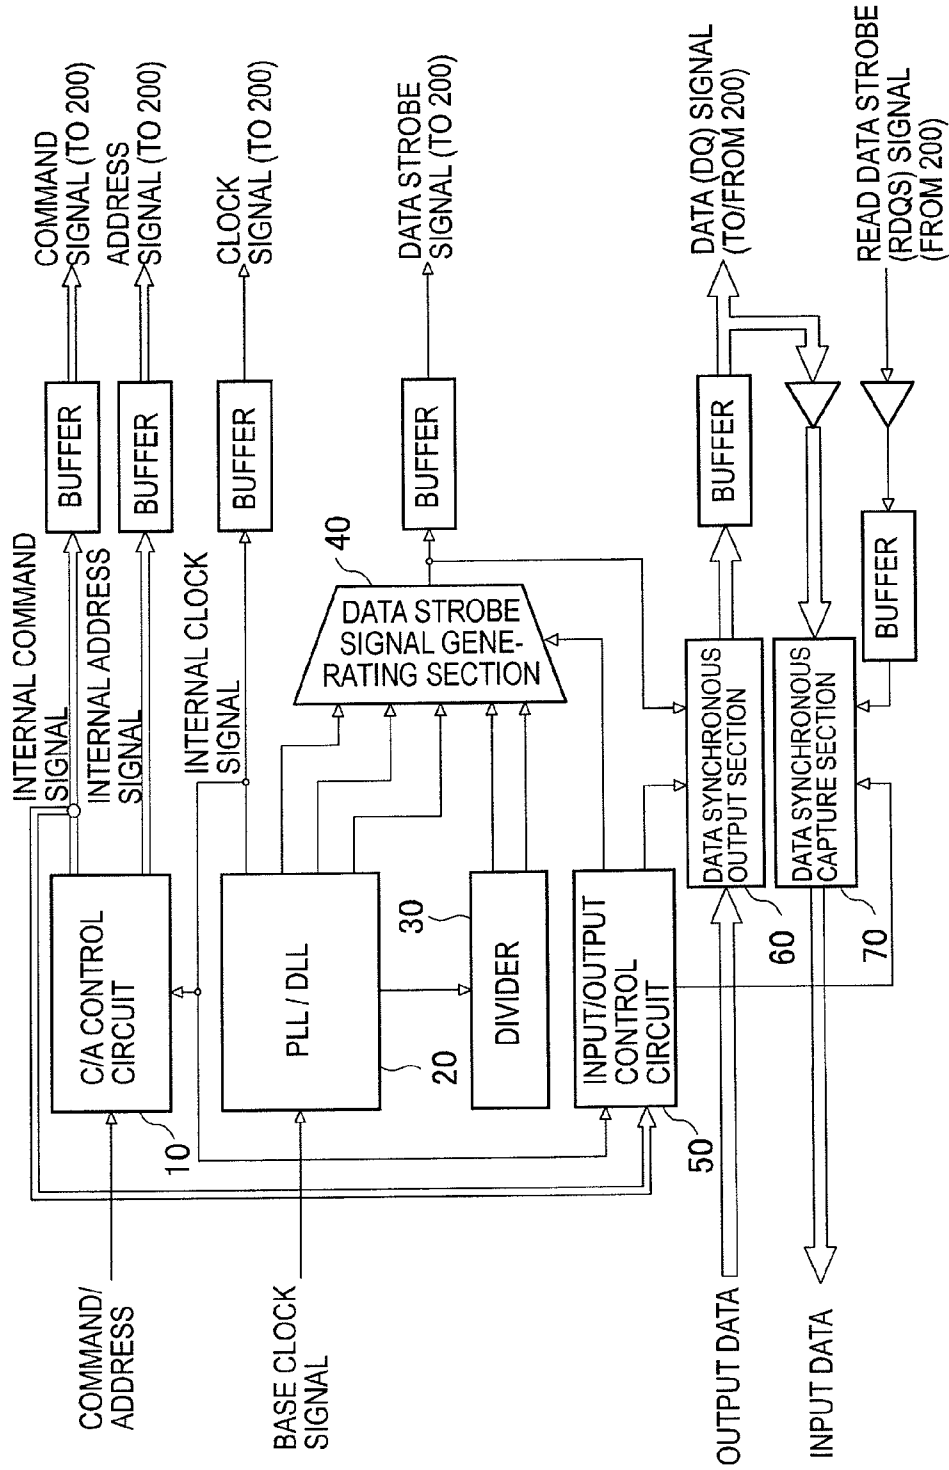 COMMAND
SIGNAL (TO 200)
ADDRESS
SIGNAL (TO 200)
CLOCK
SIGNAL (TO 200)
DATA STROBE
SIGNAL (TO 200)
DATA (DQ) SIGNAL
(TO/FROM 200)
READ DATA STROBE
(RDQS) SIGNAL
(FROM 200)
BUFFER
BUFFER
BUFFER
BUFFER
BUFFER
BUFFER
INTERNAL COMMAND
SIGNAL
INTERNAL ADDRESS
SIGNAL
INTERNAL CLOCK
SIGNAL
40
DATA STROBE
SIGNAL GENE-
RATING SECTION
DATA SYNCHRONOUS
OUTPUT SECTION
60
DATA SYNCHRONOUS
CAPTURE SECTION
70
C/A CONTROL
CIRCUIT
10
PLL / DLL
20
30
DIVIDER
INPUT/OUTPUT
CONTROL
CIRCUIT
50
COMMAND/
ADDRESS
BASE CLOCK
SIGNAL
OUTPUT DATA
INPUT DATA